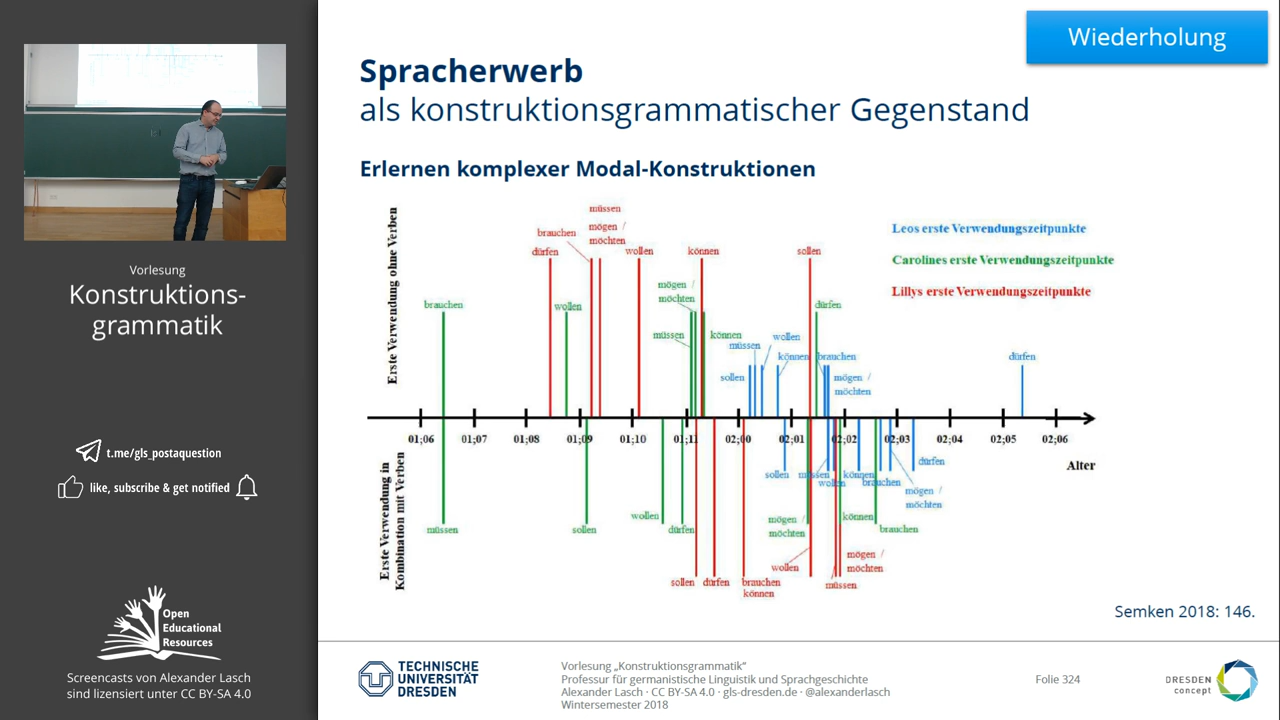 Wiederholung
Spracherwerb
als konstruktionsgrammatischer Gegenstand
Erlernen komplexer Modal-Konstruktionen
Vorlesung
Konstruktions-
grammatik
t.me/gls_postaquestion
like, subscribe & get notified
Open
Educational
Resources
Screencasts von Alexander Lasch
sind lizensiert unter CC BY-SA 4.0
Erste Verwendung ohne Verben
Erste Verwendung in
Kombination mit Verben
Leos erste Verwendungszeitpunkte
Carolines erste Verwendungszeitpunkte
Lillys erste Verwendungszeitpunkte
müssen
mögen /
möchten
brauchen
dürfen
wollen
können
sollen
brauchen
wollen
mögen /
möchten
müssen
können
dürfen
müssen
wollen
sollen
können
brauchen
mögen /
möchten
dürfen
01;06 01;07 01;08 01;09 01;10 01;11 02;00 02;01 02;02 02;03 02;04 02;05 02;06
Alter
sollen
müssen
wollen
können
brauchen
dürfen
mögen /
möchten
müssen
sollen
wollen
dürfen
mögen /
möchten
können
brauchen
sollen
dürfen
brauchen
können
wollen
mögen /
möchten
müssen
Semken 2018: 146.
TECHNISCHE
UNIVERSITÄT
DRESDEN
Vorlesung „Konstruktionsgrammatik“
Professur für germanistische Linguistik und Sprachgeschichte
Alexander Lasch · CC BY-SA 4.0 · gls-dresden.de · @alexanderlasch
Wintersemester 2018
Folie 324
DRESDEN
concept